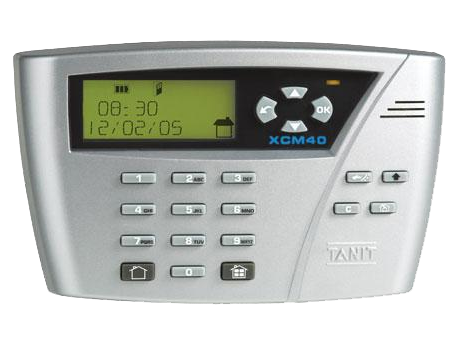 08:30
12/02/05
OK
XCM40
1
2 ABC
3 DEF
4 GHI
5 JKL
6 MNO
C
7 PQRS
8 TUV
9 WXYZ
TANIT
0